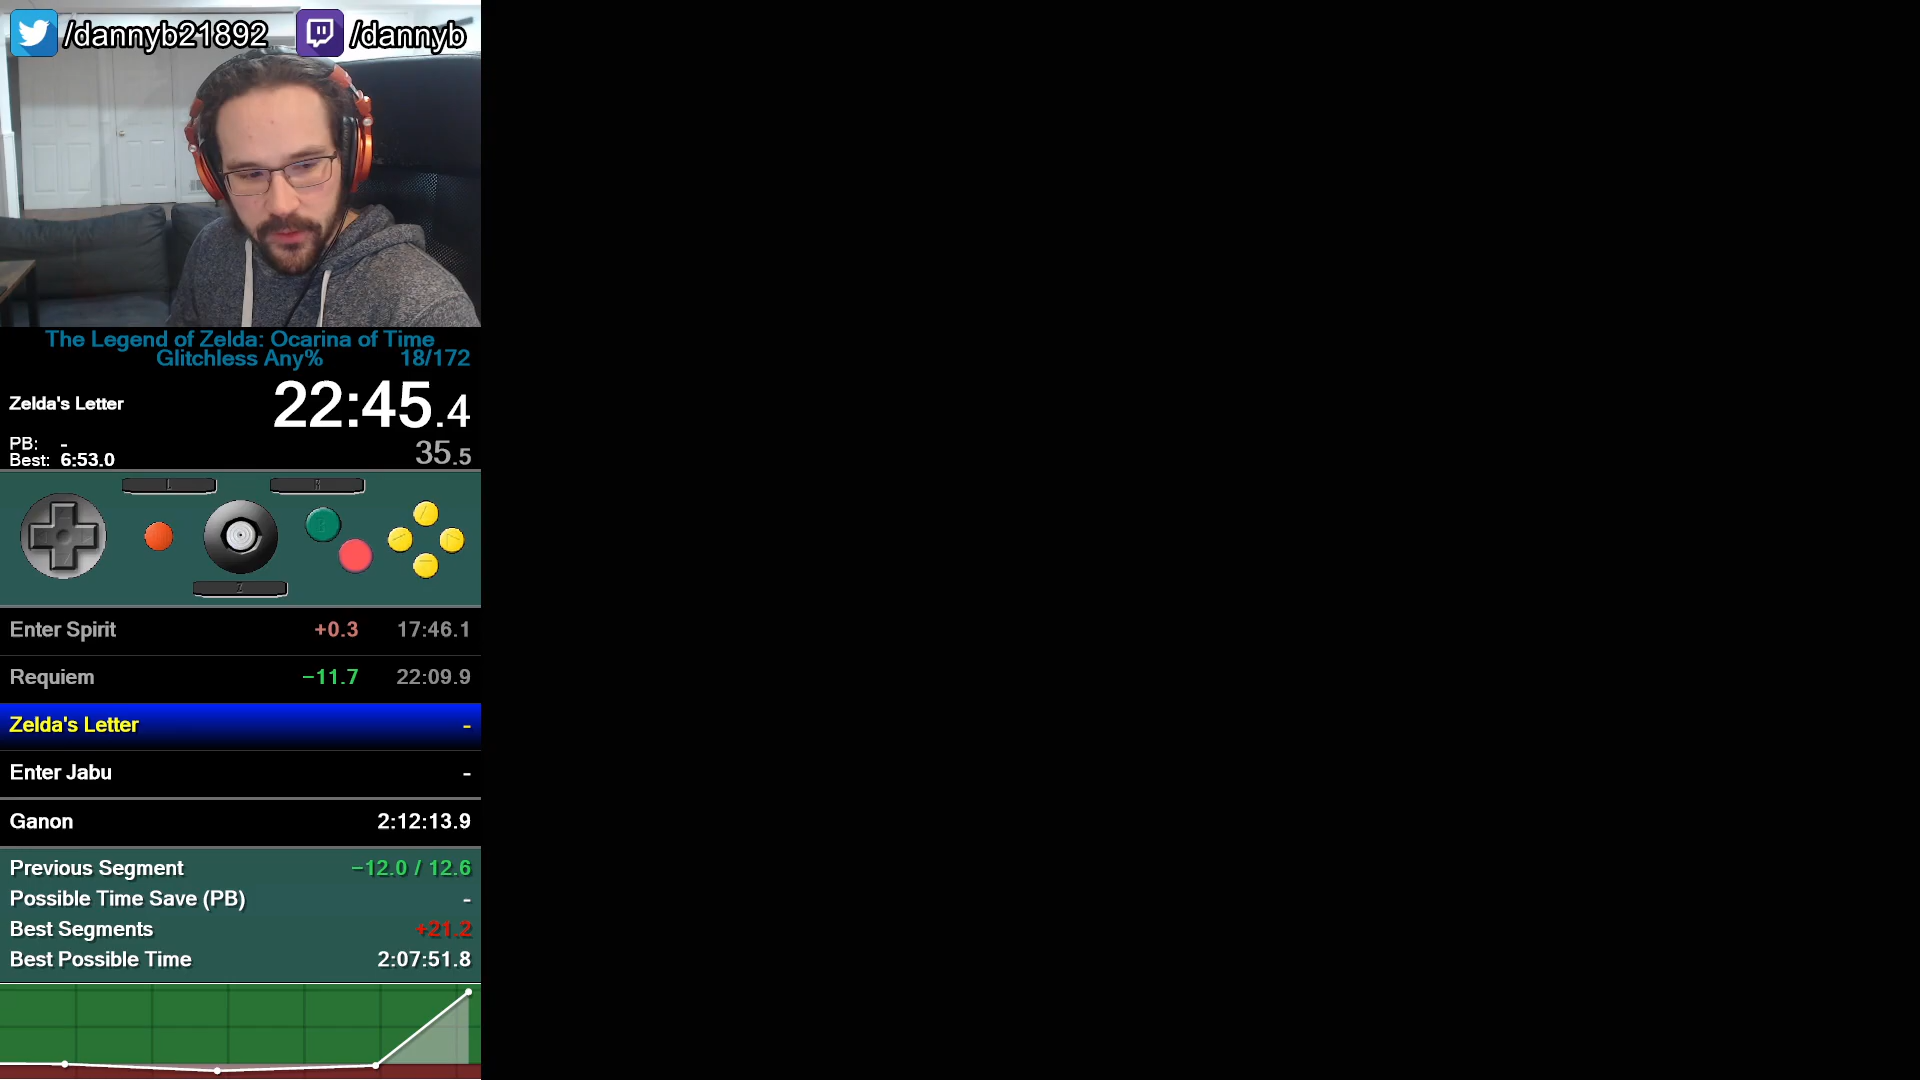 /dannyb21892 /dannyb
The Legend of Zelda: Ocarina of Time
Glitchless Any% 18/172
Zelda's Letter 22:45.4
PB: - 35.5
Best: 6:53.0
L R
B
Z
Enter Spirit +0.3 17:46.1
Requiem −11.7 22:09.9
Zelda's Letter -
Enter Jabu -
Ganon 2:12:13.9
Previous Segment −12.0 / 12.6
Possible Time Save (PB) -
Best Segments +21.2
Best Possible Time 2:07:51.8